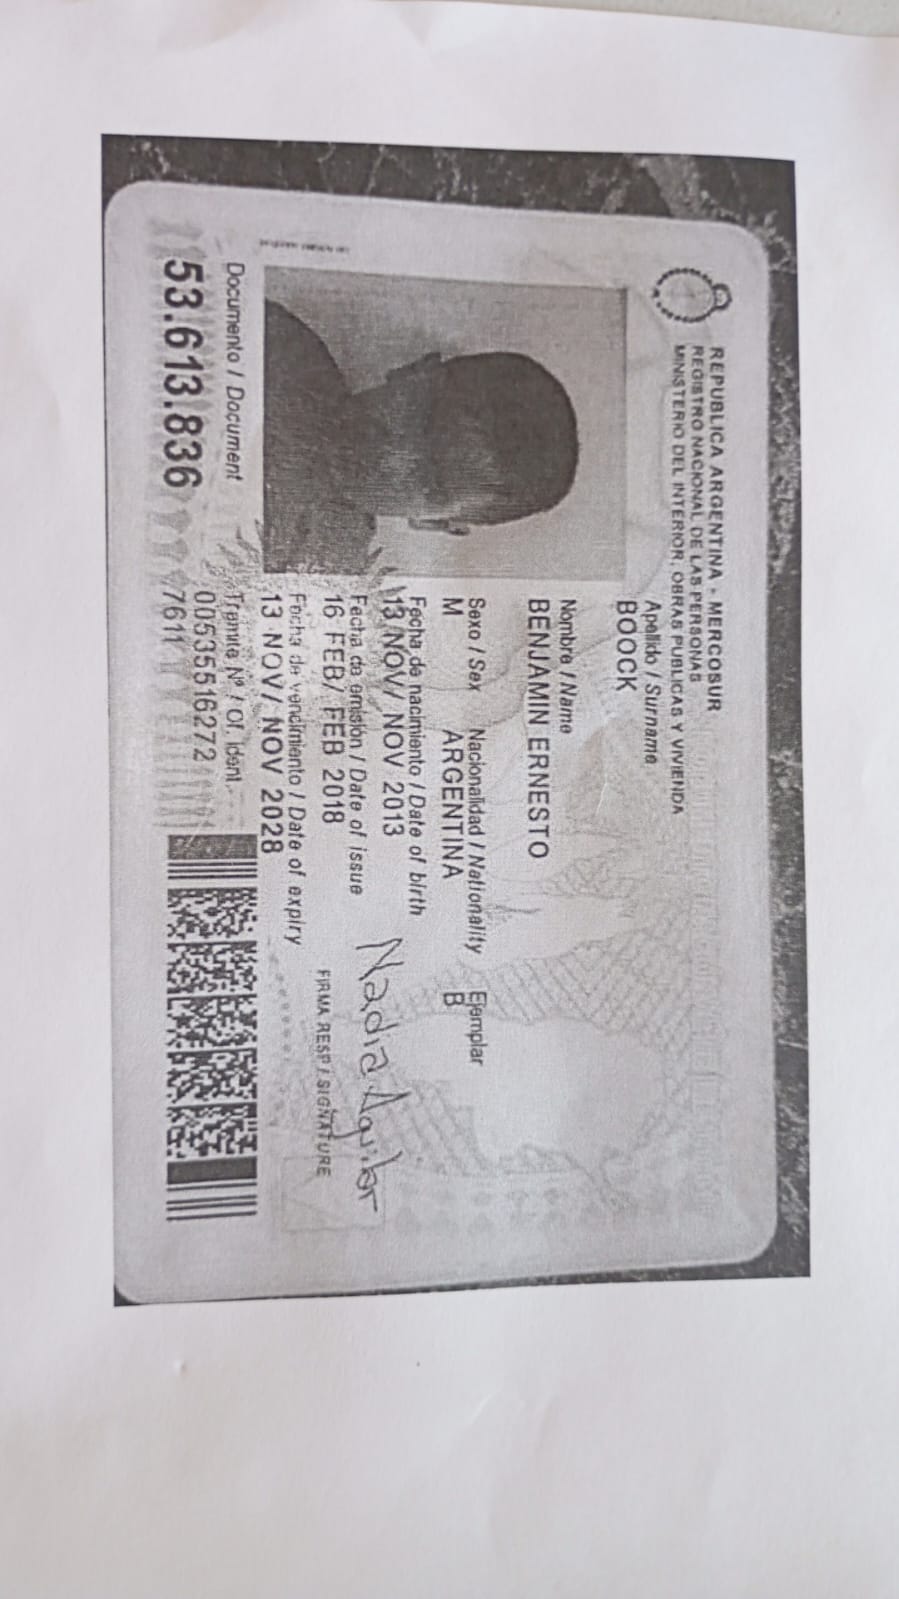 REPUBLICA ARGENTINA - MERCOSUR
REGISTRO NACIONAL DE LAS PERSONAS
MINISTERIO DEL INTERIOR, OBRAS PUBLICAS Y VIVIENDA
Apellido / Surname
BOOCK
Nombre / Name
BENJAMIN ERNESTO
Sexo / Sex Nacionalidad / Nationality Ejemplar
M ARGENTINA B
Fecha de nacimiento / Date of birth
13 NOV/ NOV 2013
Fecha de emisión / Date of issue
16 FEB/ FEB 2018
Fecha de vencimiento / Date of expiry
13 NOV/ NOV 2028
Nadia Aguilar
FIRMA RESP / SIGNATURE
Documento / Document
53.613.836
Tramite Nº / Of. ident.
00535516272
7611